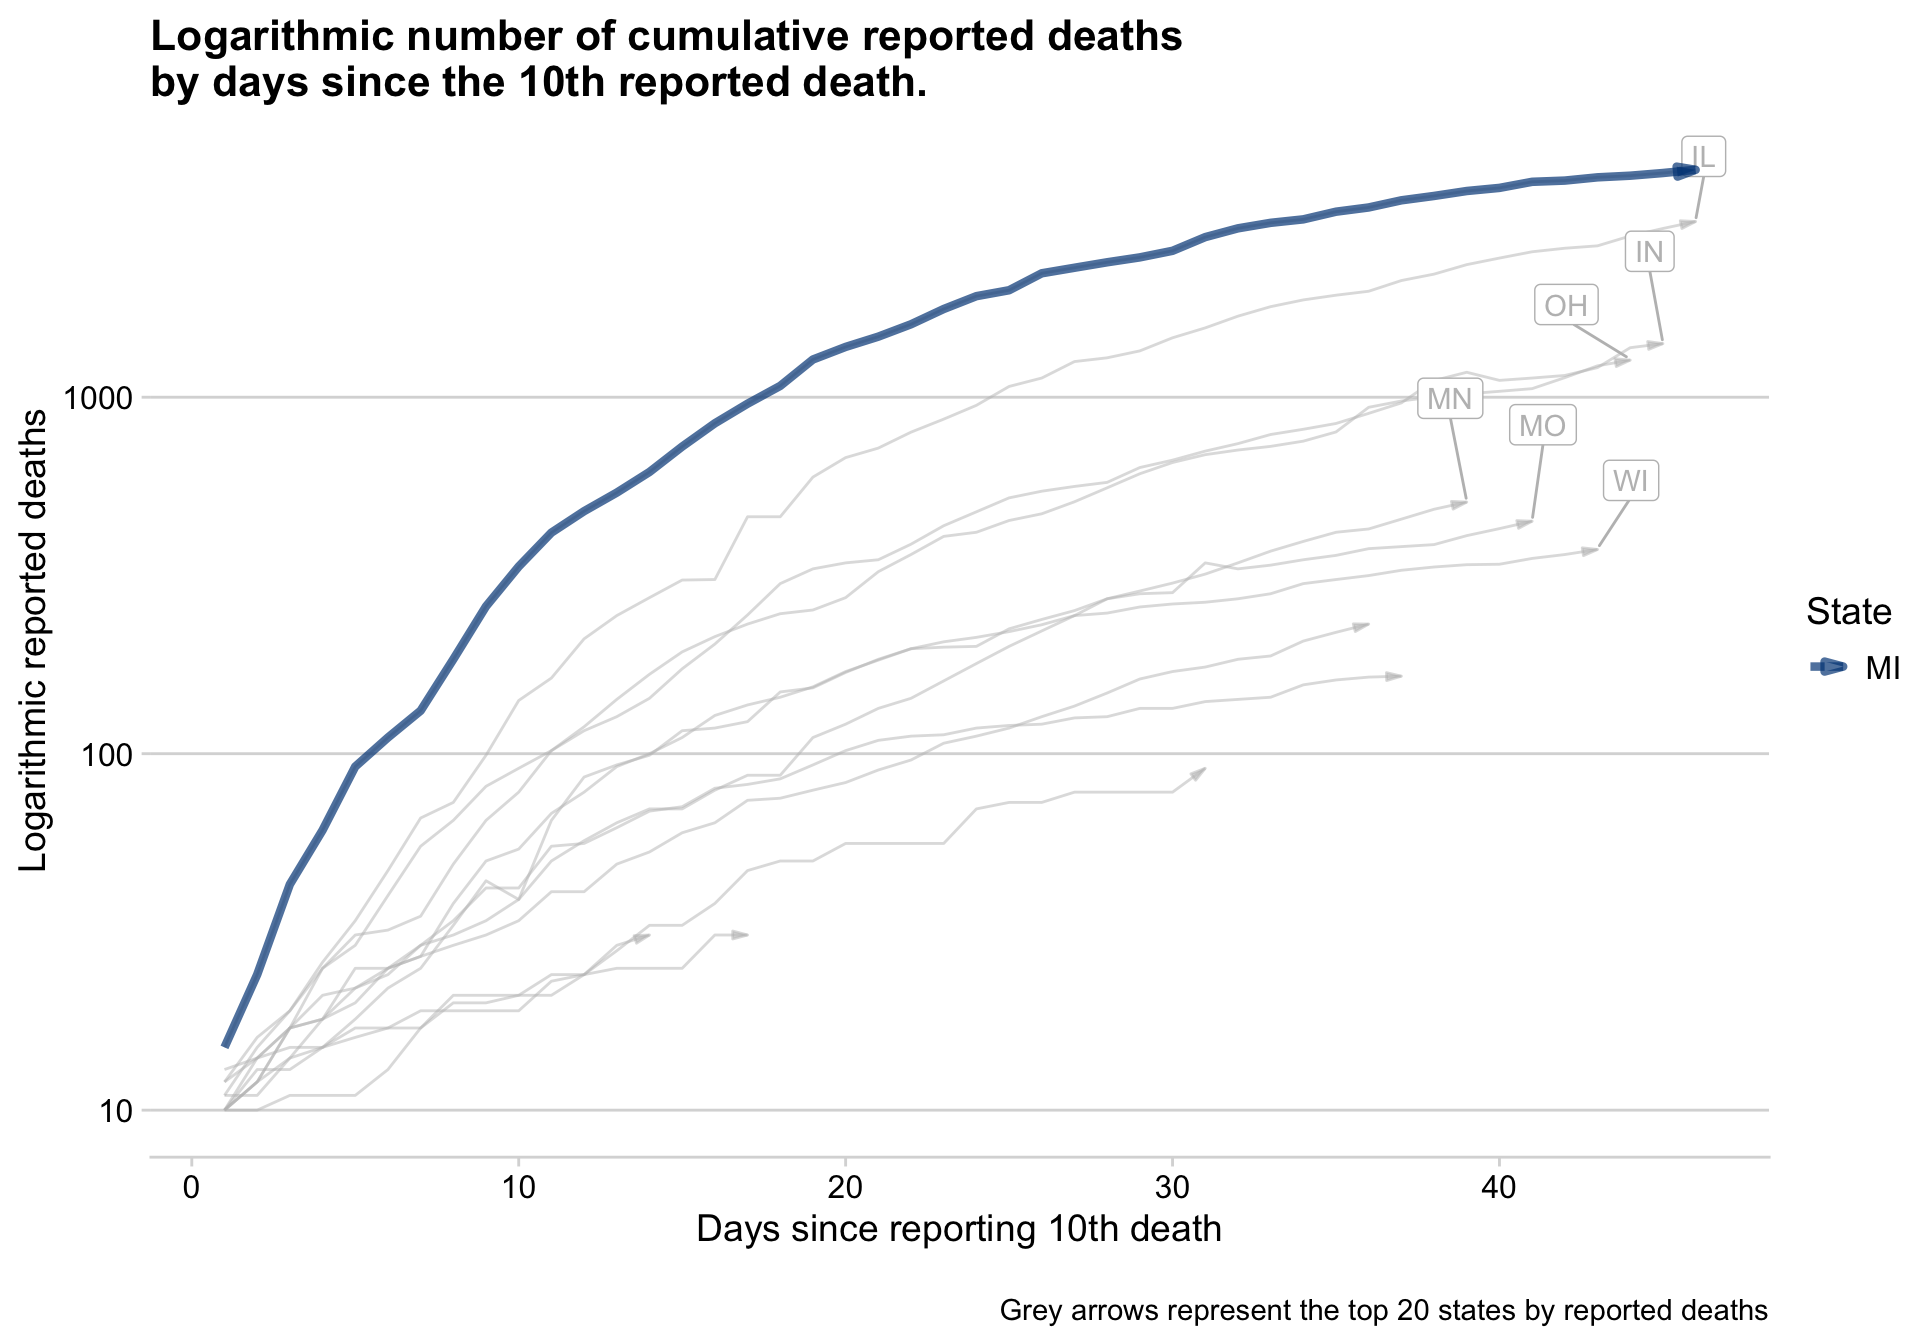 Logarithmic number of cumulative reported deaths
by days since the 10th reported death.
IL
IN
OH
MN
MO
WI
1000
100
10
Logarithmic reported deaths
State
MI
0
10
20
30
40
Days since reporting 10th death
Grey arrows represent the top 20 states by reported deaths